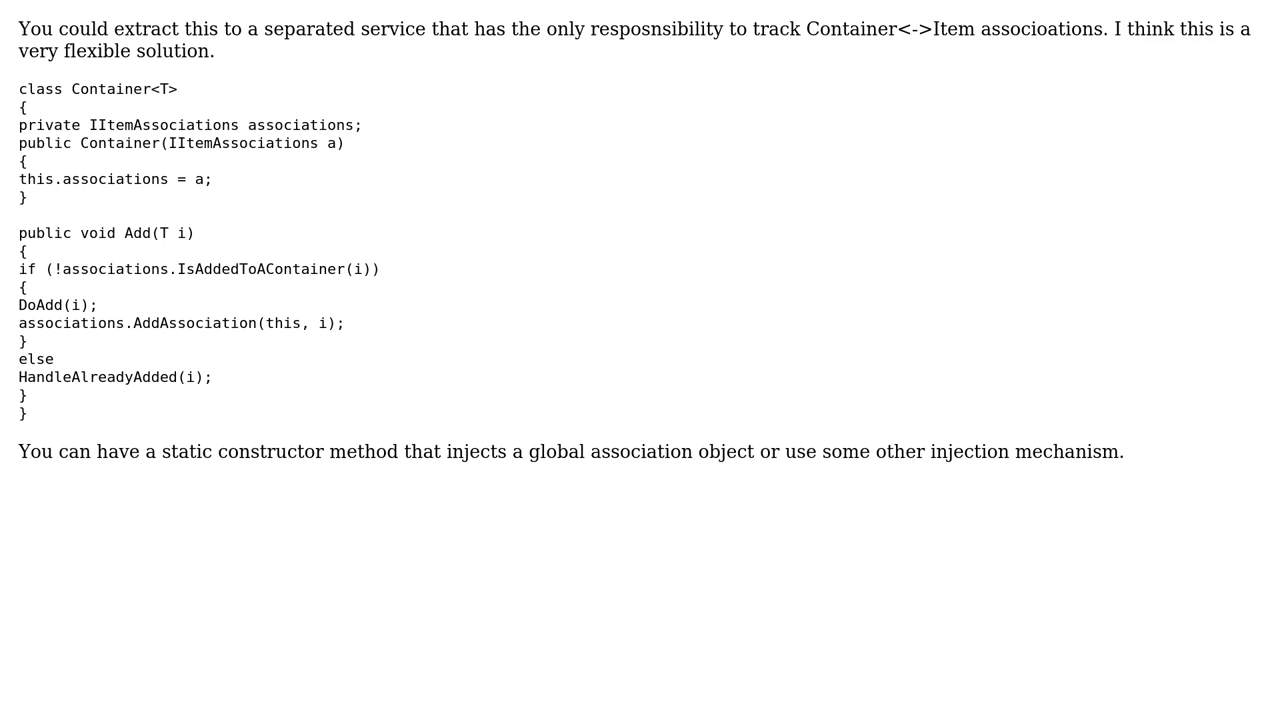 You could extract this to a separated service that has the only resposnsibility to track Container<->Item associoations. I think this is a
very flexible solution.
class Container<T>
{
private IItemAssociations associations;
public Container(IItemAssociations a)
{
this.associations = a;
}
public void Add(T i)
{
if (!associations.IsAddedToAContainer(i))
{
DoAdd(i);
associations.AddAssociation(this, i);
}
else
HandleAlreadyAdded(i);
}
}
You can have a static constructor method that injects a global association object or use some other injection mechanism.